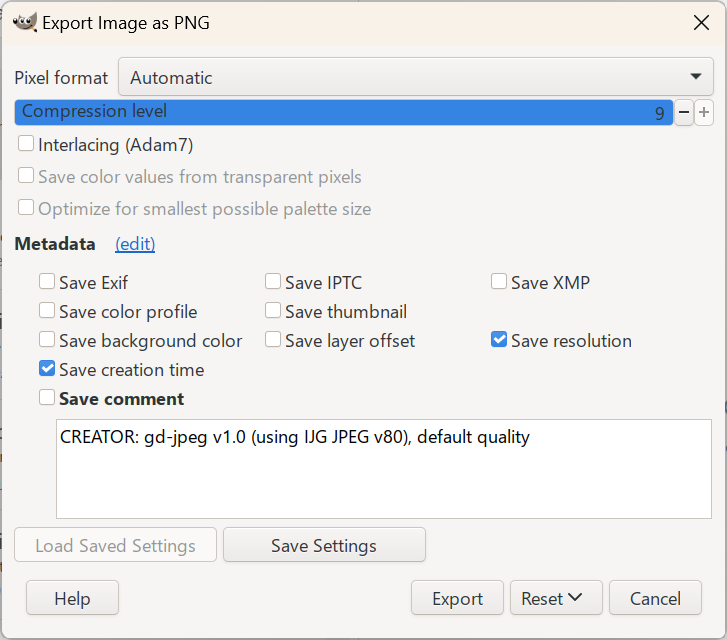 Export Image as PNG
Pixel format Automatic
Compression level 9
Interlacing (Adam7)
Save color values from transparent pixels
Optimize for smallest possible palette size
Metadata (edit)
Save Exif Save IPTC Save XMP
Save color profile Save thumbnail
Save background color Save layer offset Save resolution
Save creation time
Save comment
CREATOR: gd-jpeg v1.0 (using IJG JPEG v80), default quality
Load Saved Settings Save Settings
Help Export Reset Cancel